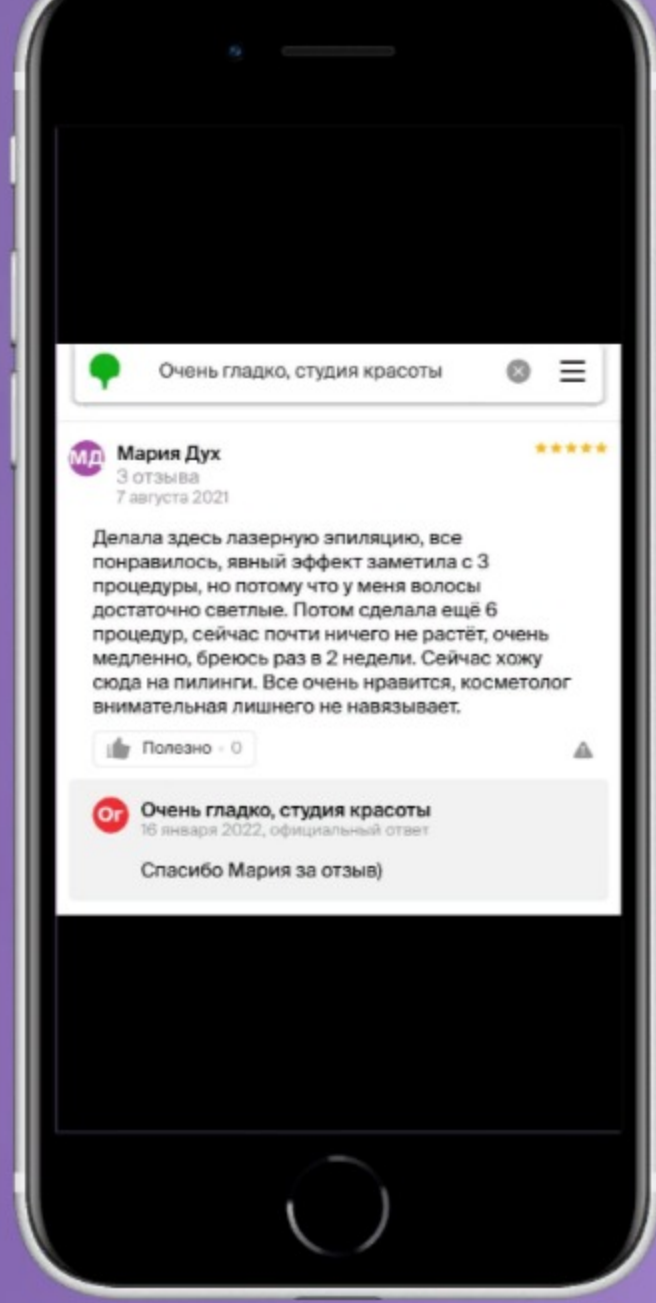 Очень гладко, студия красоты
МД
Мария Дух
3 отзыва
7 августа 2021
Делала здесь лазерную эпиляцию, все
понравилось, явный эффект заметила с 3
процедуры, но потому что у меня волосы
достаточно светлые. Потом сделала ещё 6
процедур, сейчас почти ничего не растёт, очень
медленно, бреюсь раз в 2 недели. Сейчас хожу
сюда на пилинги. Все очень нравится, косметолог
внимательная лишнего не навязывает.
Полезно · 0
Ог
Очень гладко, студия красоты
16 января 2022, официальный ответ
Спасибо Мария за отзыв)